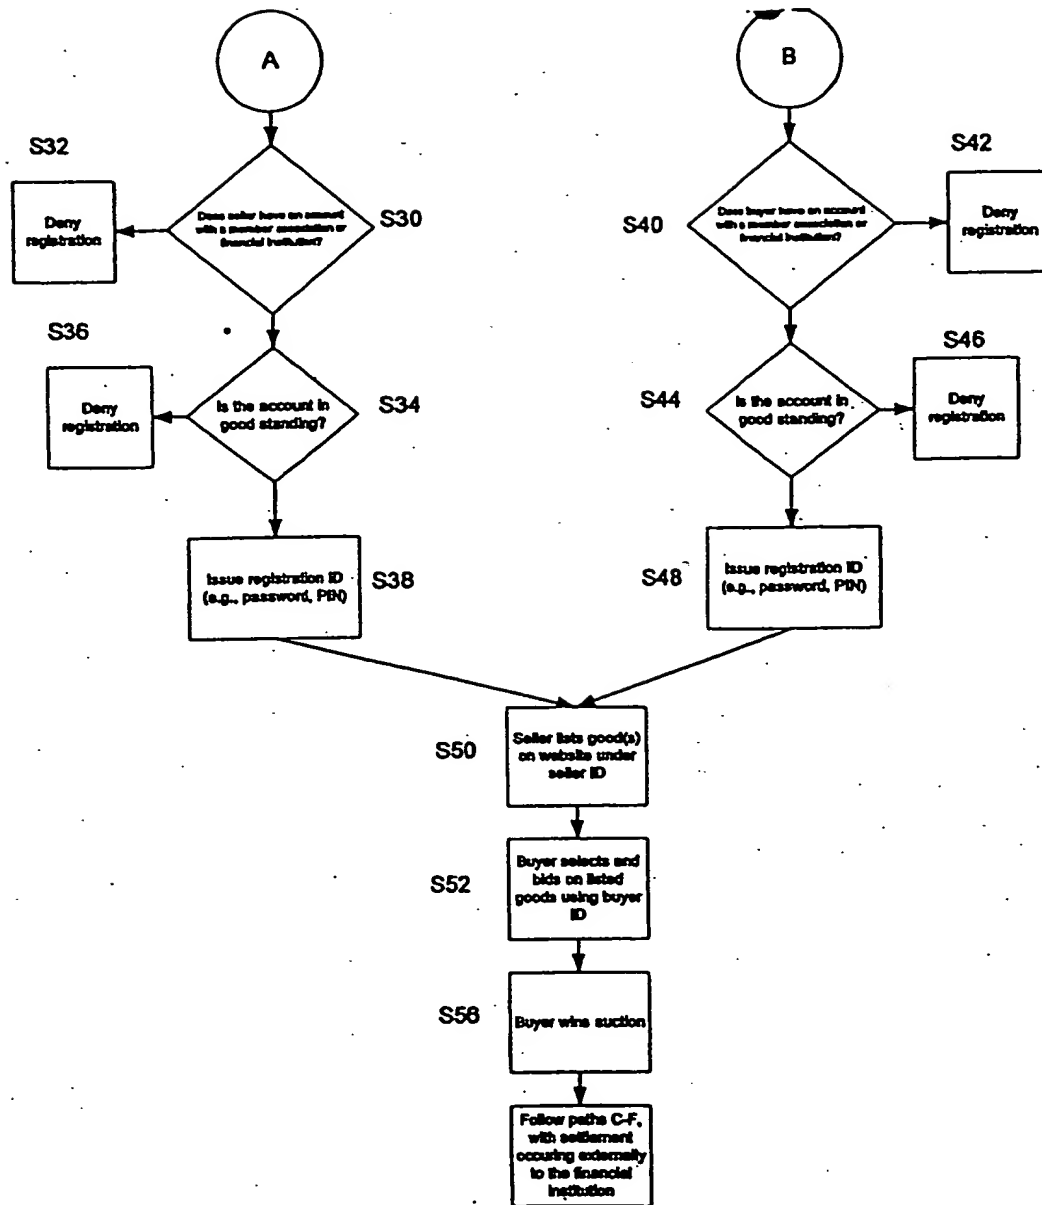 A
B
S32
Deny
registration
Does seller have an account
with a member association or
financial institution?
S30
S40
Does buyer have an account
with a member association or
financial institution?
S42
Deny
registration
S36
Deny
registration
Is the account in
good standing?
S34
S44
Is the account in
good standing?
S46
Deny
registration
Issue registration ID
(e.g., password, PIN)
S38
S48
Issue registration ID
(e.g., password, PIN)
S50
Seller lists good(s)
on website under
seller ID
S52
Buyer selects and
bids on listed
goods using buyer
ID
S56
Buyer wins auction
Follow paths C-F,
with settlement
occuring externally
to the financial
institution